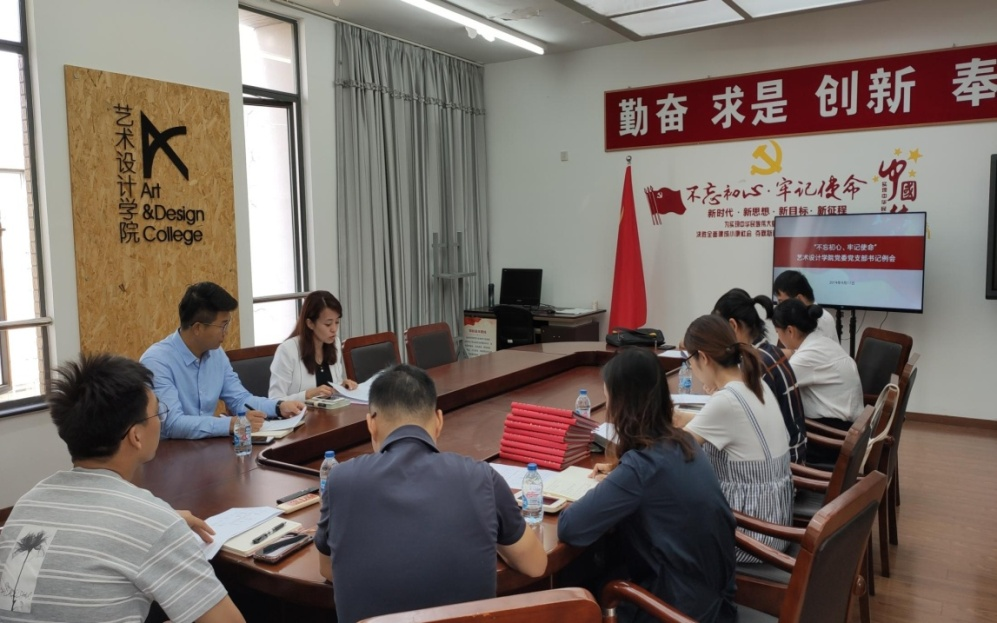 艺术设计学院
Art
&Design
College
勤奋 求是 创新 奉
不忘初心·牢记使命
新时代·新思想·新目标·新征程
中国
"不忘初心、牢记使命"
艺术设计学院党委党支部书记例会